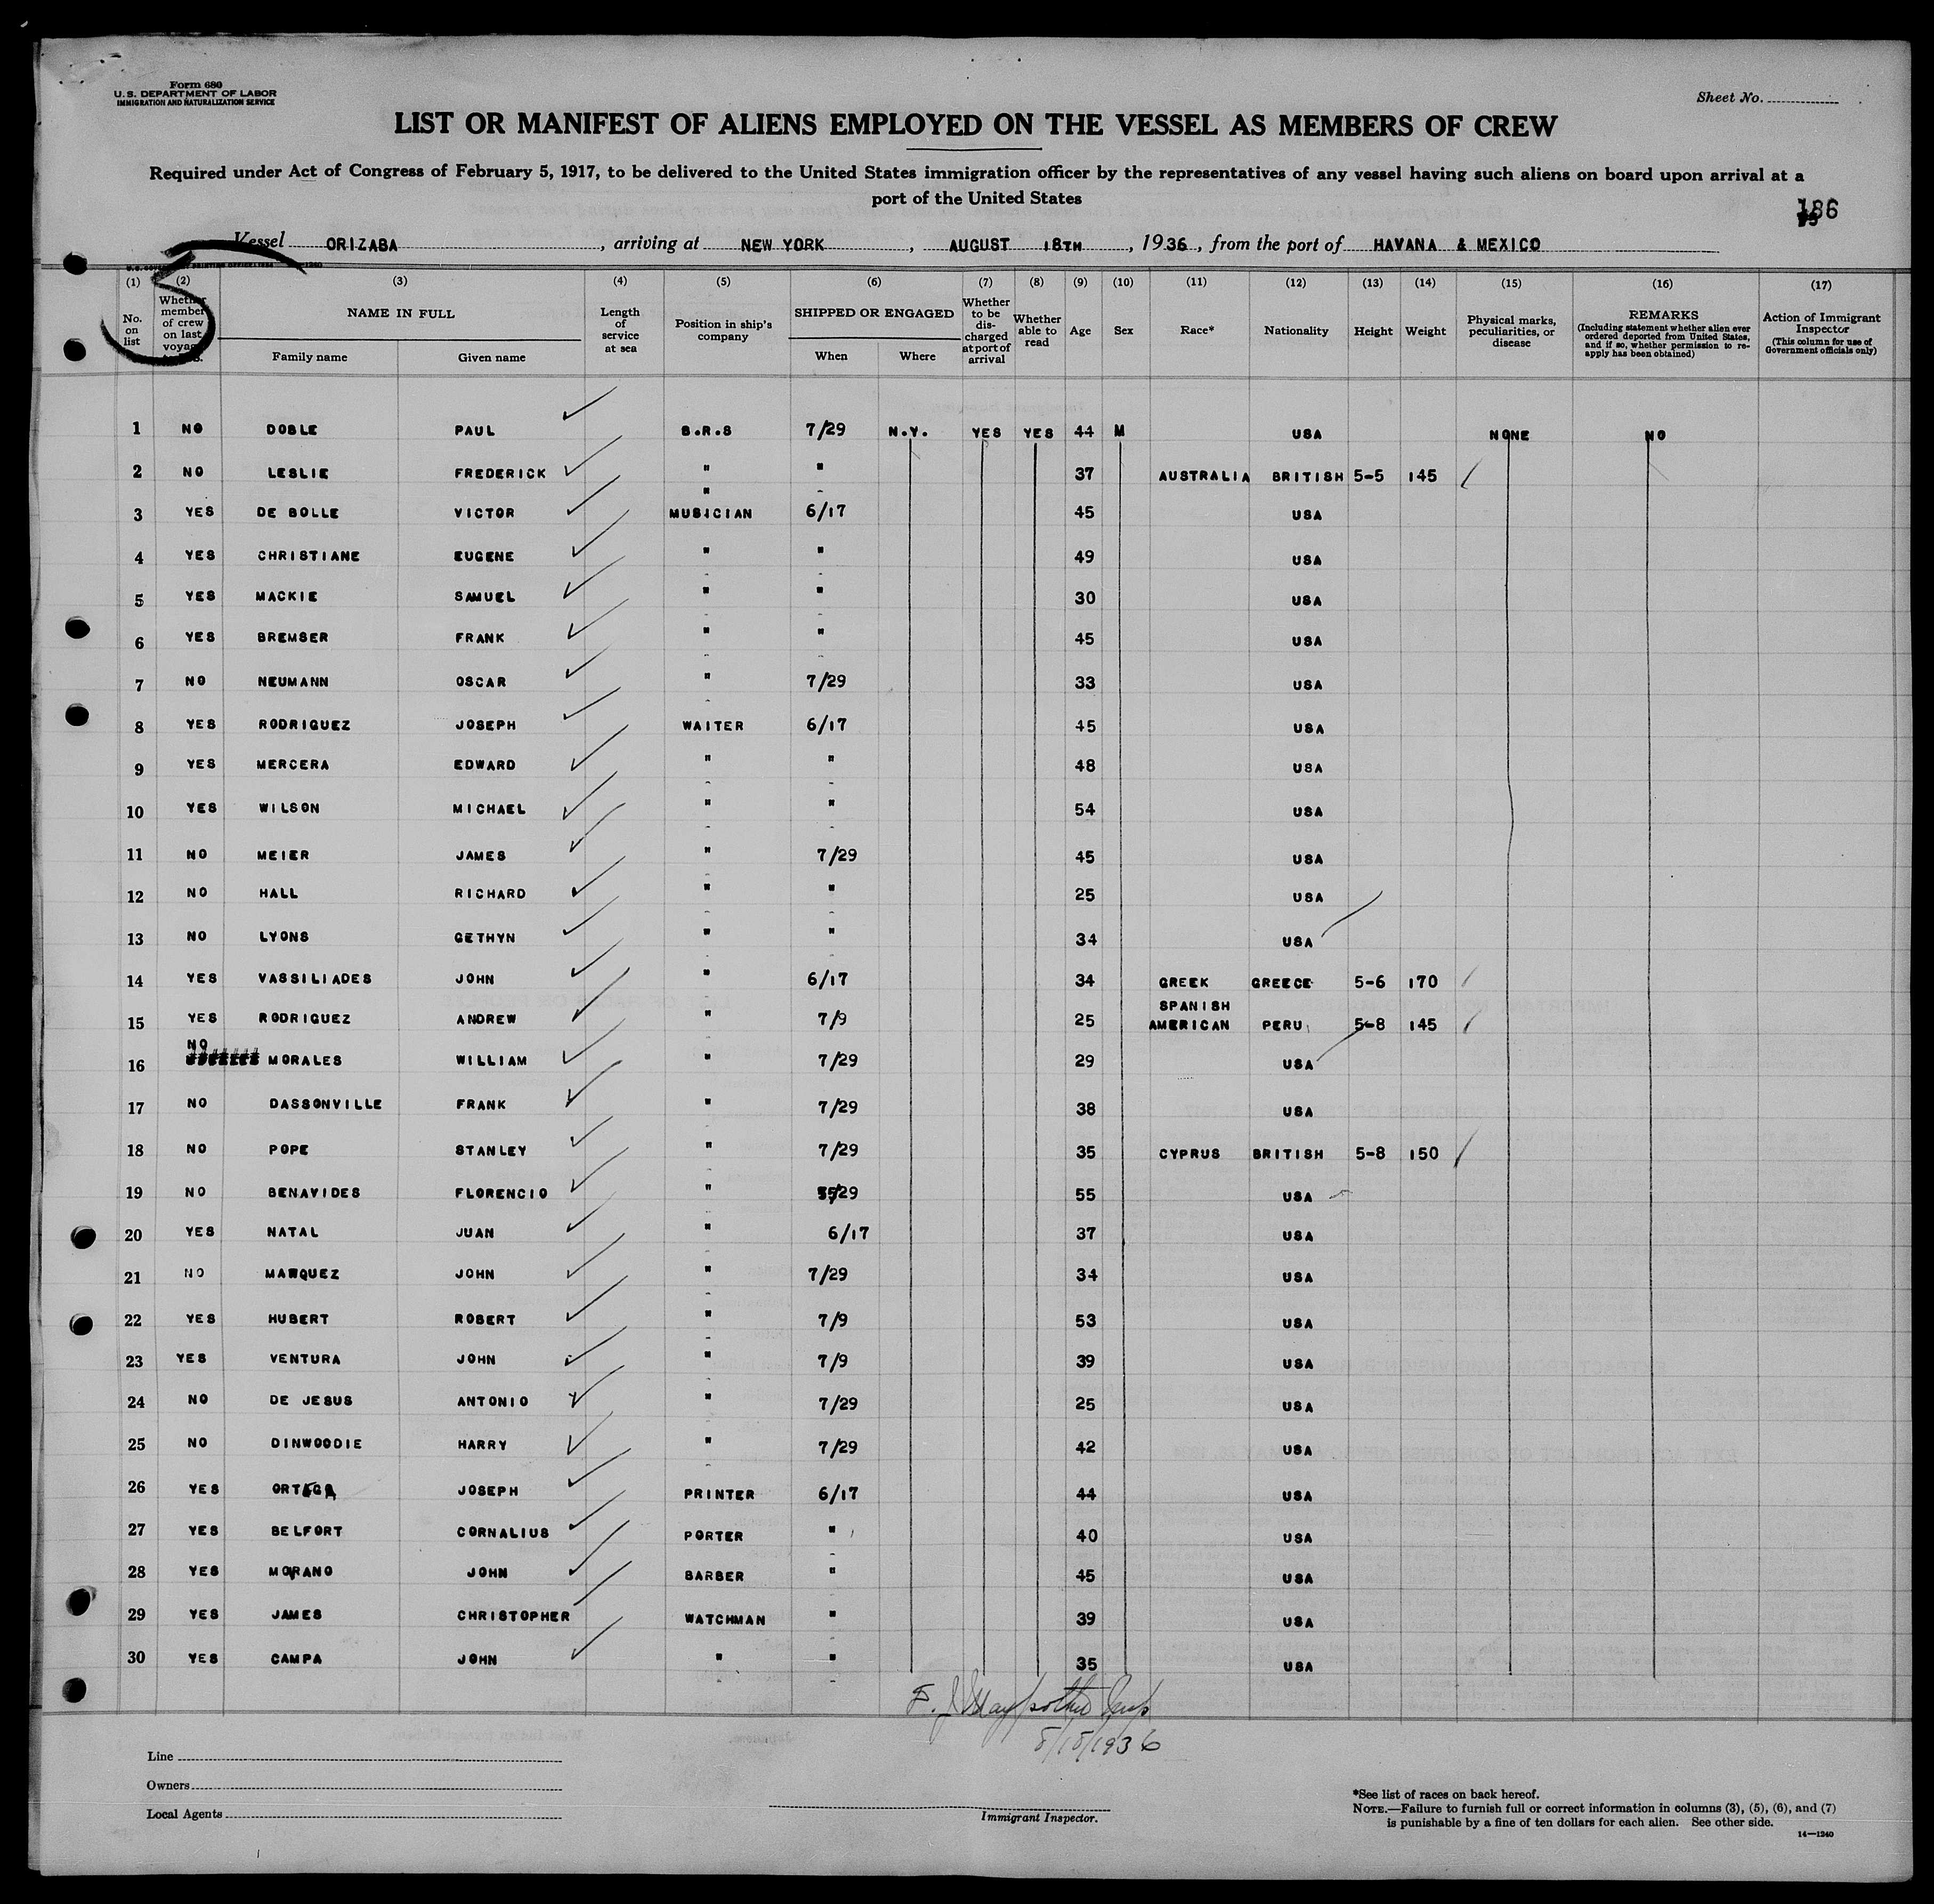 Form 680
U. S. DEPARTMENT OF LABOR
IMMIGRATION AND NATURALIZATION SERVICE
Sheet No.
LIST OR MANIFEST OF ALIENS EMPLOYED ON THE VESSEL AS MEMBERS OF CREW
Required under Act of Congress of February 5, 1917, to be delivered to the United States immigration officer by the representatives of any vessel having such aliens on board upon arrival at a
port of the United States
186
Vessel ORIZABA, arriving at NEW YORK, AUGUST 18TH, 1936, from the port of HAVANA & MEXICO
(1) (2) (3) (4) (5) (6) (7) (8) (9) (10) (11) (12) (13) (14) (15) (16) (17)
No. on list
Whether member of crew on last voyage
NAME IN FULL
Family name Given name
Length of service at sea
Position in ship's company
SHIPPED OR ENGAGED
When Where
Whether to be discharged at port of arrival
Whether able to read
Age
Sex
Race*
Nationality
Height
Weight
Physical marks, peculiarities, or disease
REMARKS
(Including statement whether alien ever ordered deported from United States, and if so, whether permission to re-apply has been obtained)
Action of Immigrant Inspector
(This column for use of Government officials only)
1 NO DOBLE PAUL B.R.S 7/29 N.Y. YES YES 44 M USA NONE NO
2 NO LESLIE FREDERICK " " 37 AUSTRALIA BRITISH 5-5 145
3 YES DE BOLLE VICTOR MUSICIAN 6/17 45 USA
4 YES CHRISTIANE EUGENE " " 49 USA
5 YES MACKIE SAMUEL " " 30 USA
6 YES BREMSER FRANK " " 45 USA
7 NO NEUMANN OSCAR " 7/29 33 USA
8 YES RODRIGUEZ JOSEPH WAITER 6/17 45 USA
9 YES MERCERA EDWARD " " 48 USA
10 YES WILSON MICHAEL " " 54 USA
11 NO MEIER JAMES " 7/29 45 USA
12 NO HALL RICHARD " " 25 USA
13 NO LYONS GETHYN " " 34 USA
14 YES VASSILIADES JOHN " 6/17 34 GREEK GREECE 5-6 170
15 YES RODRIGUEZ ANDREW " 7/9 25 SPANISH AMERICAN PERU 5-8 145
16 NO MORALES WILLIAM " 7/29 29 USA
17 NO DASSONVILLE FRANK " 7/29 38 USA
18 NO POPE STANLEY " 7/29 35 CYPRUS BRITISH 5-8 150
19 NO BENAVIDES FLORENCIO " /29 55 USA
20 YES NATAL JUAN " 6/17 37 USA
21 NO MARQUEZ JOHN " 7/29 34 USA
22 YES HUBERT ROBERT " 7/9 53 USA
23 YES VENTURA JOHN " 7/9 39 USA
24 NO DE JESUS ANTONIO " 7/29 25 USA
25 NO DINWOODIE HARRY " 7/29 42 USA
26 YES ORTEGA JOSEPH PRINTER 6/17 44 USA
27 YES BELFORT CORNALIUS PORTER " 40 USA
28 YES MORANO JOHN BARBER " 45 USA
29 YES JAMES CHRISTOPHER WATCHMAN " 39 USA
30 YES CAMPA JOHN " " 35 USA
8/18/1936
Line
Owners
Local Agents
Immigrant Inspector.
*See list of races on back hereof.
NOTE.—Failure to furnish full or correct information in columns (3), (5), (6), and (7)
is punishable by a fine of ten dollars for each alien. See other side.
14—1240